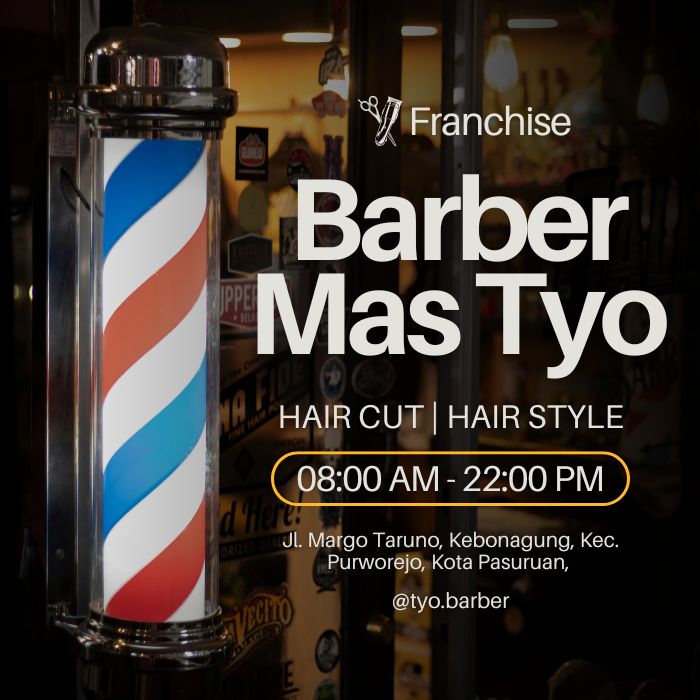 Franchise
Barber
Mas Tyo
HAIR CUT | HAIR STYLE
08:00 AM - 22:00 PM
Jl. Margo Taruno, Kebonagung, Kec.
Purworejo, Kota Pasuruan,
@tyo.barber